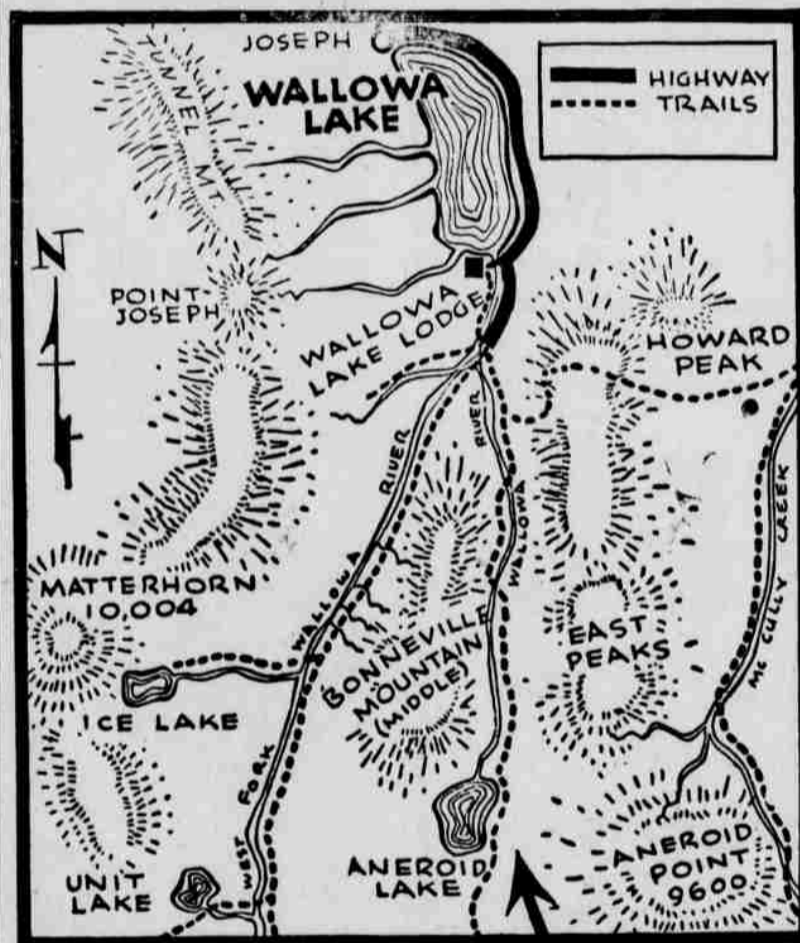 JOSEPH
WALLOWA
LAKE
HIGHWAY
TRAILS
TUNNEL MT.
N
POINT
JOSEPH
WALLOWA
LAKE LODGE
HOWARD
PEAK
RIVER
RIVER
WALLOWA
WALLOWA
MC CULLY CREEK
MATTERHORN
10,004
BONNEVILLE
MOUNTAIN
(MIDDLE)
EAST
PEAKS
ICE LAKE
WEST FORK
UNIT
LAKE
ANEROID
LAKE
ANEROID
POINT
9600